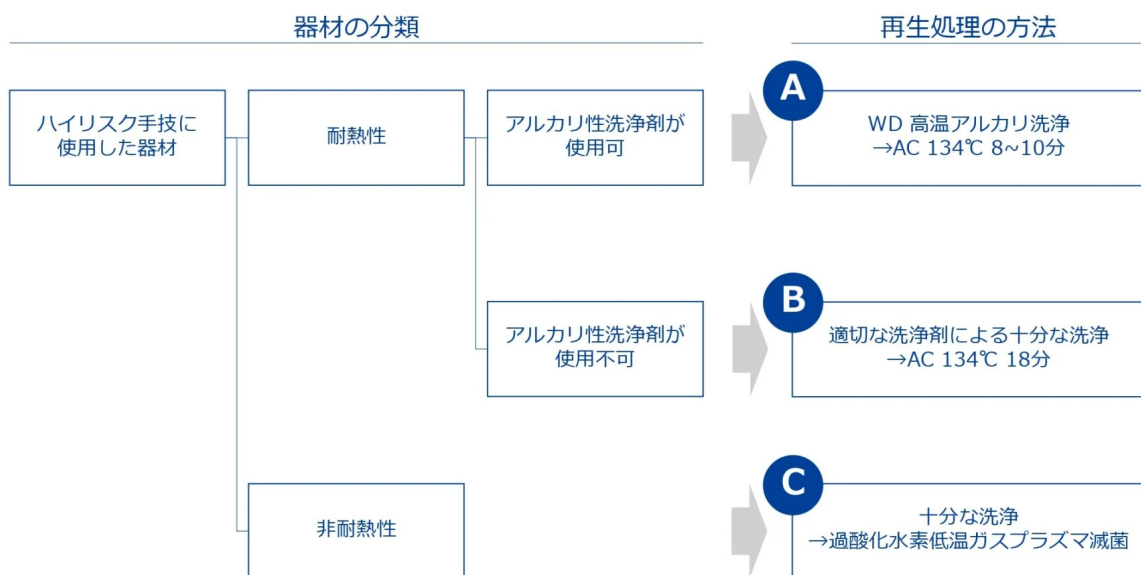 器材の分類
再生処理の方法
ハイリスク手技に
使用した器材
耐熱性
アルカリ性洗浄剤が
使用可
A
WD 高温アルカリ洗浄
→AC 134℃ 8~10分
アルカリ性洗浄剤が
使用不可
B
適切な洗浄剤による十分な洗浄
→AC 134℃ 18分
非耐熱性
C
十分な洗浄
→過酸化水素低温ガスプラズマ滅菌